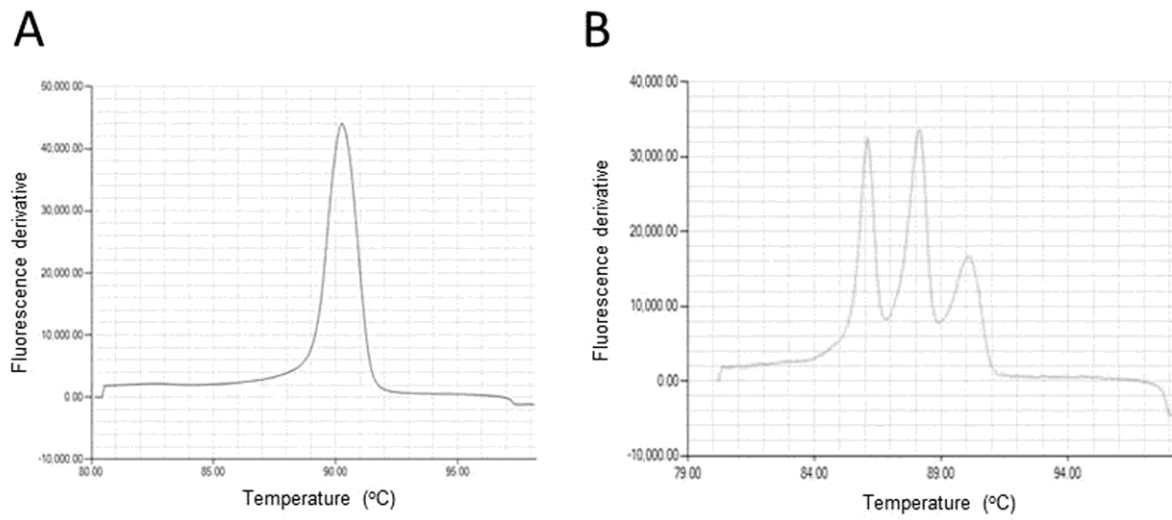 A
B
Fluorescence derivative
50,000.00
40,000.00
30,000.00
20,000.00
10,000.00
0.00
-10,000.00
80.00 85.00 90.00 95.00
Temperature (°C)
Fluorescence derivative
40,000.00
30,000.00
20,000.00
10,000.00
0.00
-10,000.00
79.00 84.00 89.00 94.00
Temperature (°C)